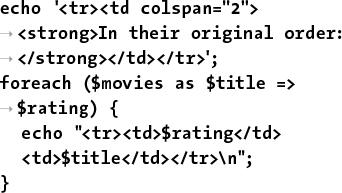 echo '<tr><td colspan="2">
→ <strong>In their original order:
→ </strong></td></tr>';
foreach ($movies as $title =>
→ $rating) {
echo "<tr><td>$rating</td>
<td>$title</td></tr>\n";
}